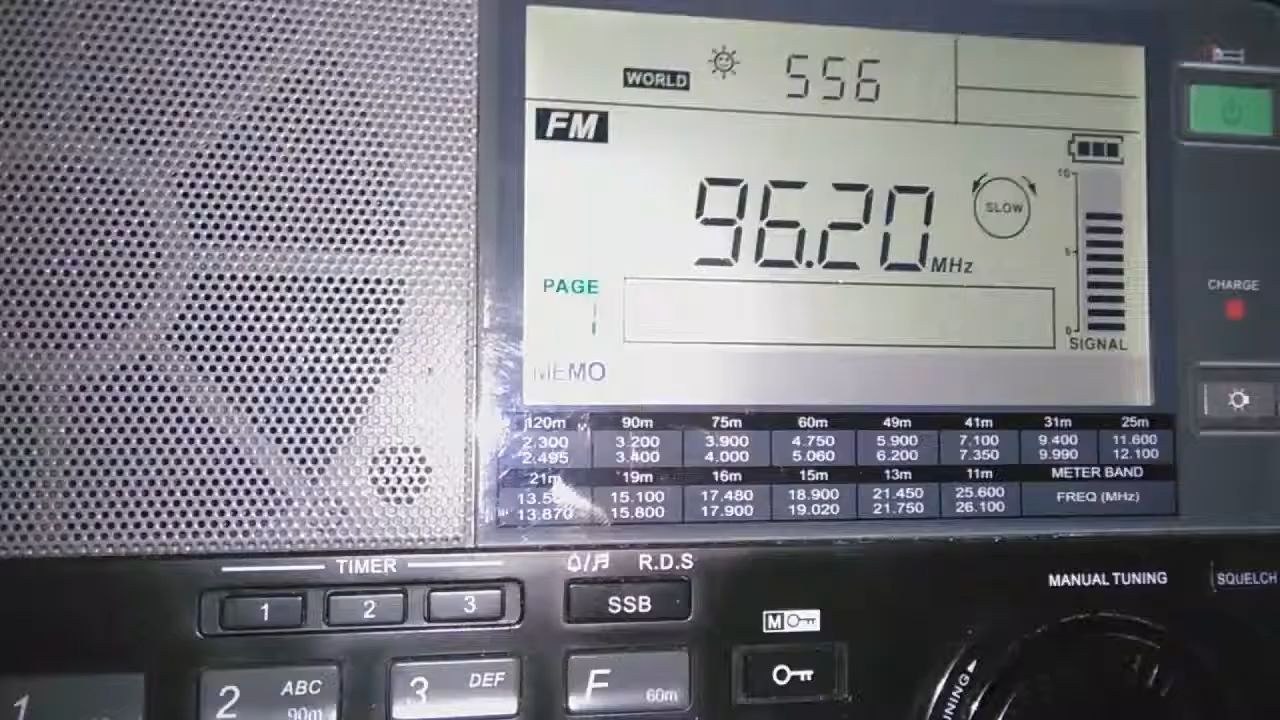 WORLD 556
FM
96.20 MHz
SLOW
10
5
0
SIGNAL
PAGE
1
MEMO
CHARGE
120m 90m 75m 60m 49m 41m 31m 25m
2.300 3.200 3.900 4.750 5.900 7.100 9.400 11.600
2.495 3.400 4.000 5.060 6.200 7.350 9.990 12.100
21m 19m 16m 15m 13m 11m METER BAND
15.100 17.480 18.900 21.450 25.600 FREQ (MHz)
13.870 15.800 17.900 19.020 21.750 26.100
TIMER
1 2 3
R.D.S
SSB
MANUAL TUNING
SQUELCH
M
1
2 ABC 90m
3 DEF
F 60m